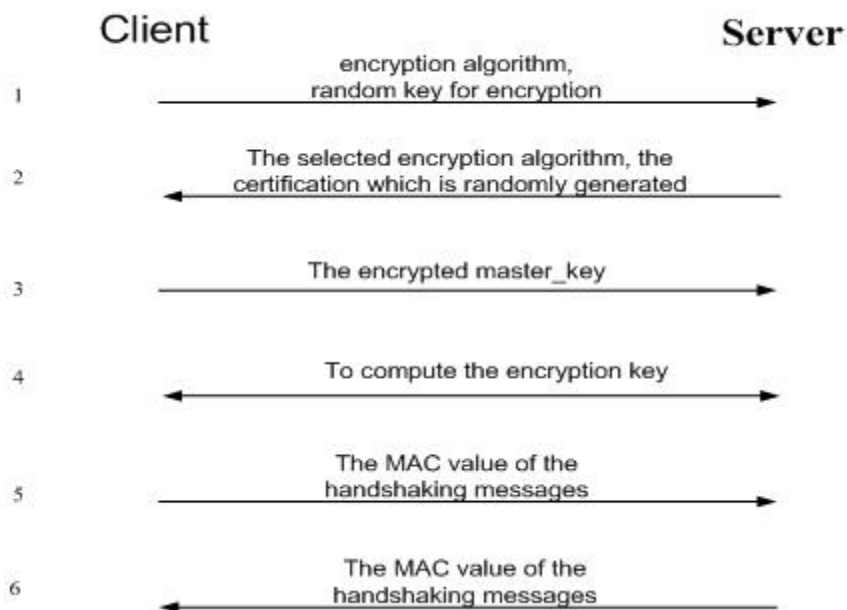 Client
Server
1
encryption algorithm,
random key for encryption
2
The selected encryption algorithm, the
certification which is randomly generated
3
The encrypted master_key
4
To compute the encryption key
5
The MAC value of the
handshaking messages
6
The MAC value of the
handshaking messages